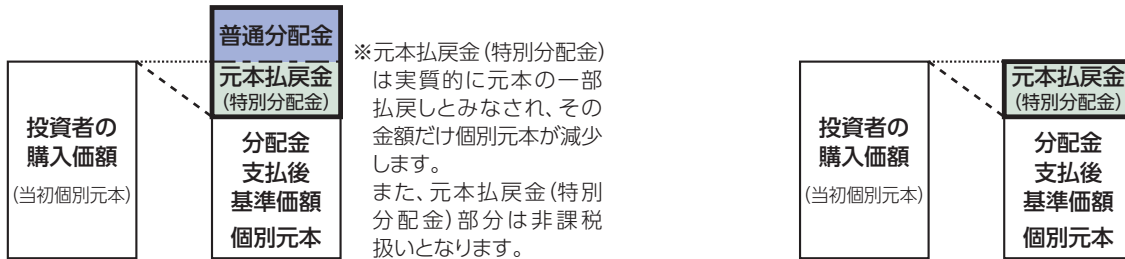 普通分配金
元本払戻金
(特別分配金)
投資者の
購入価額
(当初個別元本)
分配金
支払後
基準価額
個別元本
※元本払戻金(特別分配金)
は実質的に元本の一部
払戻しとみなされ、その
金額だけ個別元本が減少
します。
また、元本払戻金(特別
分配金)部分は非課税
扱いとなります。
元本払戻金
(特別分配金)
投資者の
購入価額
(当初個別元本)
分配金
支払後
基準価額
個別元本